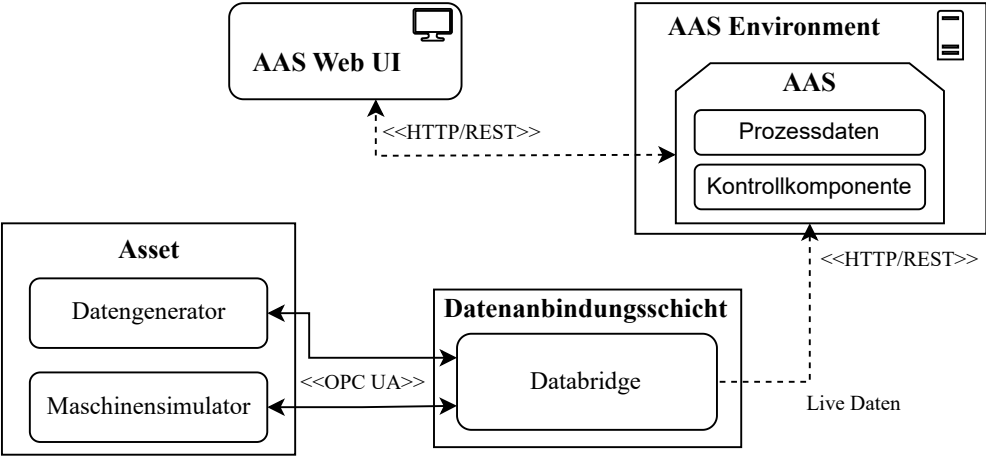 AAS Web UI
AAS Environment
AAS
Prozessdaten
Kontrollkomponente
<<HTTP/REST>>
<<HTTP/REST>>
Asset
Datengenerator
Maschinensimulator
<<OPC UA>>
Datenanbindungsschicht
Databridge
Live Daten